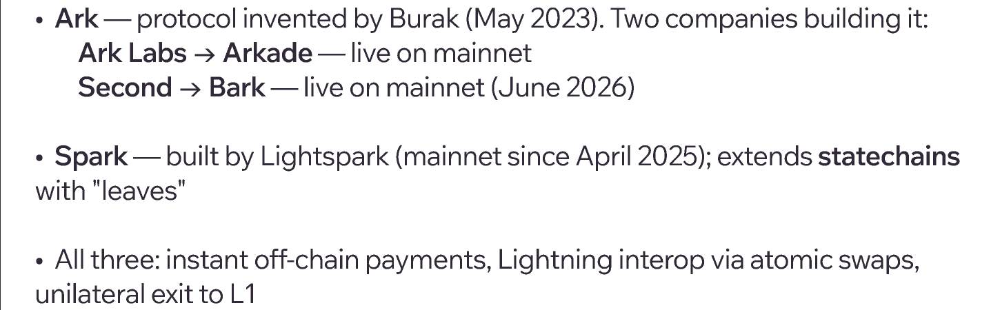 • Ark — protocol invented by Burak (May 2023). Two companies building it:
Ark Labs → Arkade — live on mainnet
Second → Bark — live on mainnet (June 2026)
• Spark — built by Lightspark (mainnet since April 2025); extends statechains
with "leaves"
• All three: instant off-chain payments, Lightning interop via atomic swaps,
unilateral exit to L1